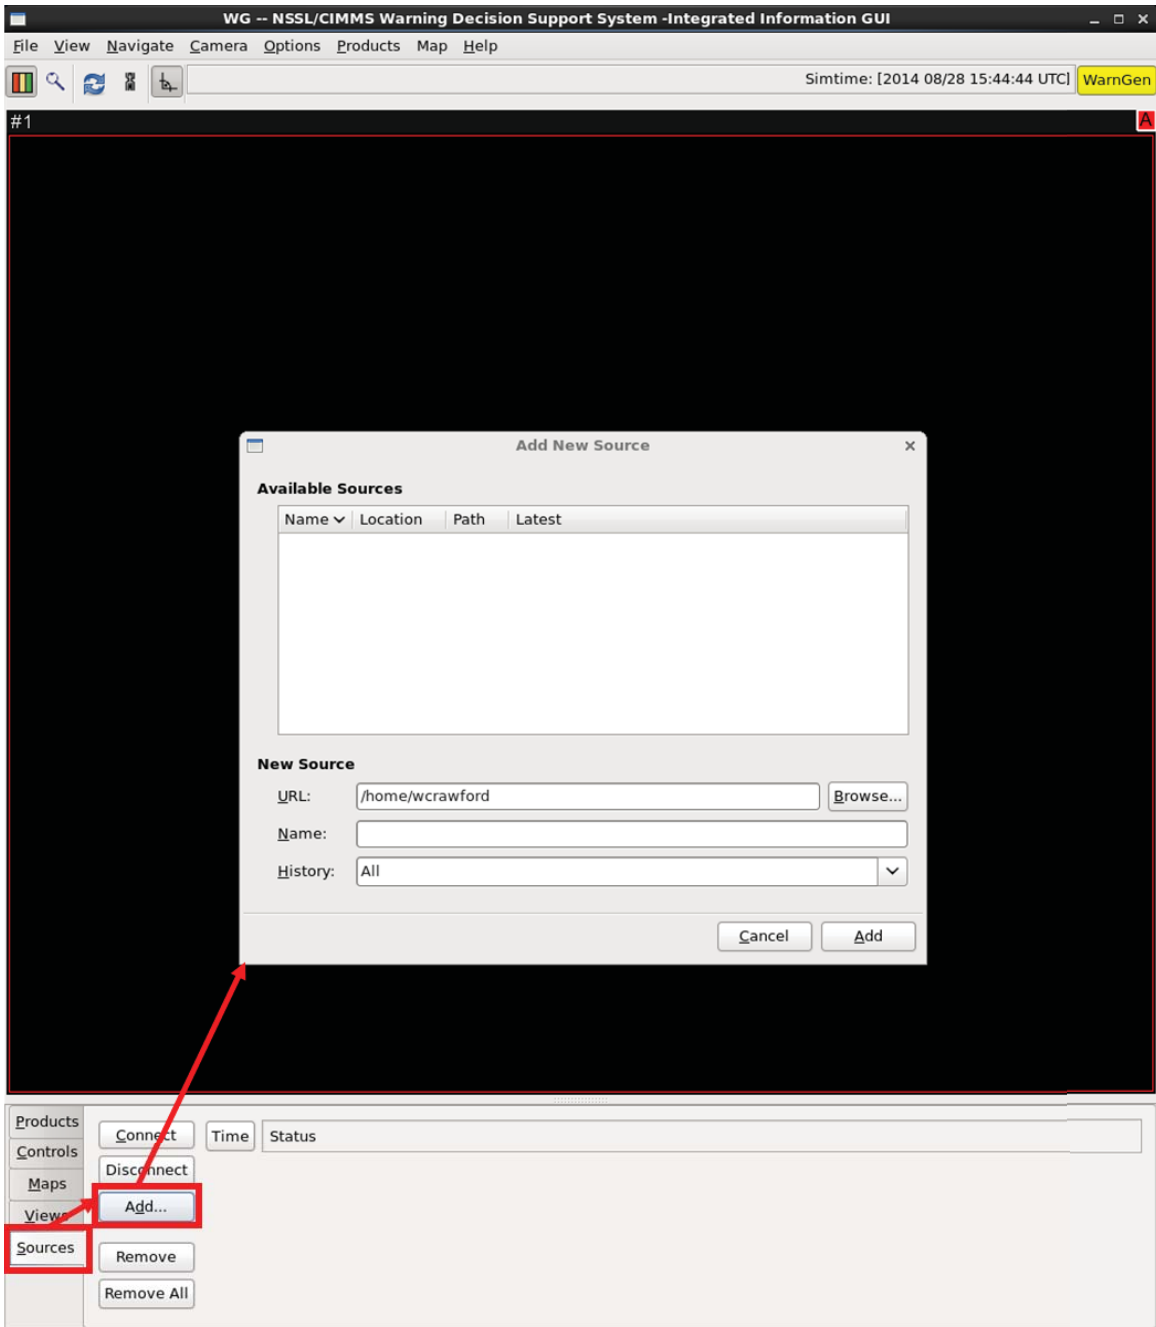 WG -- NSSL/CIMMS Warning Decision Support System -Integrated Information GUI
File View Navigate Camera Options Products Map Help
Simtime: [2014 08/28 15:44:44 UTC] WarnGen
#1 A
Add New Source
Available Sources
Name Location Path Latest
New Source
URL: /home/wcrawford Browse...
Name:
History: All
Cancel Add
Products
Controls
Maps
Views
Sources
Connect Time Status
Disconnect
Add...
Remove
Remove All